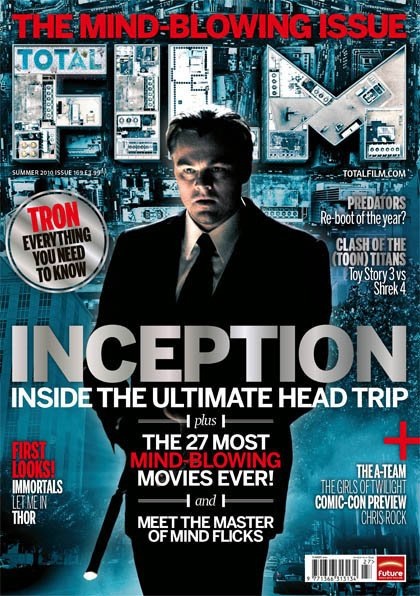 THE MIND-BLOWING ISSUE
TOTAL
FILM
SUMMER 2010 ISSUE 169 £3.99
TOTALFILM.COM
TRON
EVERYTHING
YOU NEED
TO KNOW
PREDATORS
Re-boot of the year?
CLASH OF THE
(TOON) TITANS
Toy Story 3 vs
Shrek 4
INCEPTION
INSIDE THE ULTIMATE HEAD TRIP
plus
THE 27 MOST
MIND-BLOWING
MOVIES EVER!
and
MEET THE MASTER
OF MIND FLICKS
FIRST
LOOKS!
IMMORTALS
LET ME IN
THOR
+
THE A-TEAM
THE GIRLS OF TWILIGHT
COMIC-CON PREVIEW
CHRIS ROCK
27>
9 771366 313134
Future